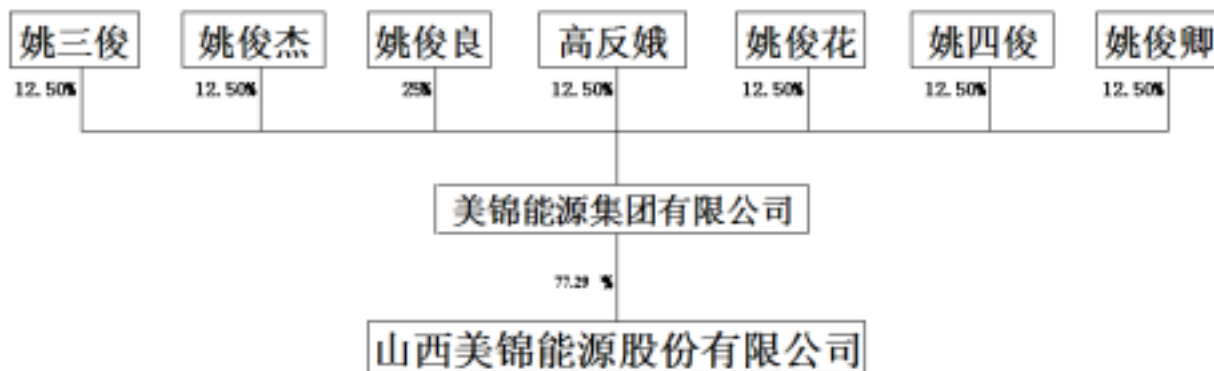 姚三俊 姚俊杰 姚俊良 高反娥 姚俊花 姚四俊 姚俊卿
12.50% 12.50% 25% 12.50% 12.50% 12.50% 12.50%
美锦能源集团有限公司
77.29 %
山西美锦能源股份有限公司